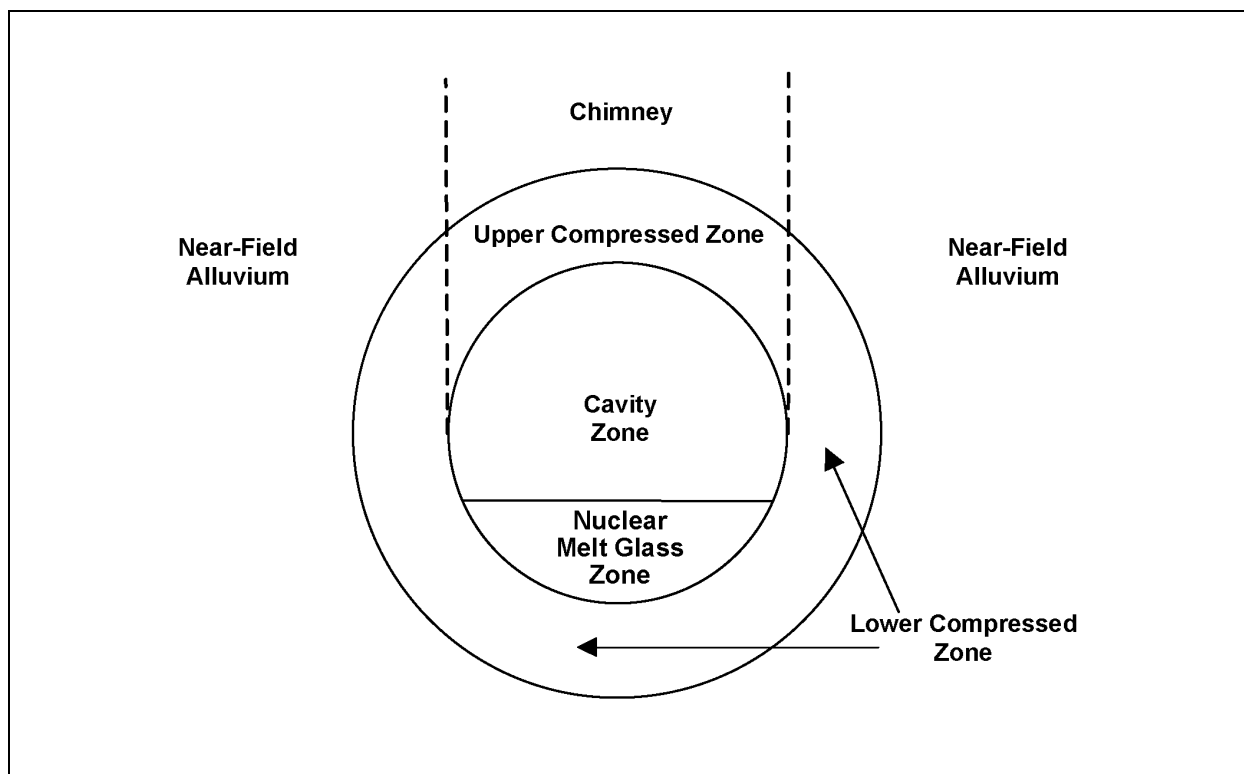 Chimney
Upper Compressed Zone
Near-Field
Alluvium
Near-Field
Alluvium
Cavity
Zone
Nuclear
Melt Glass
Zone
Lower Compressed
Zone